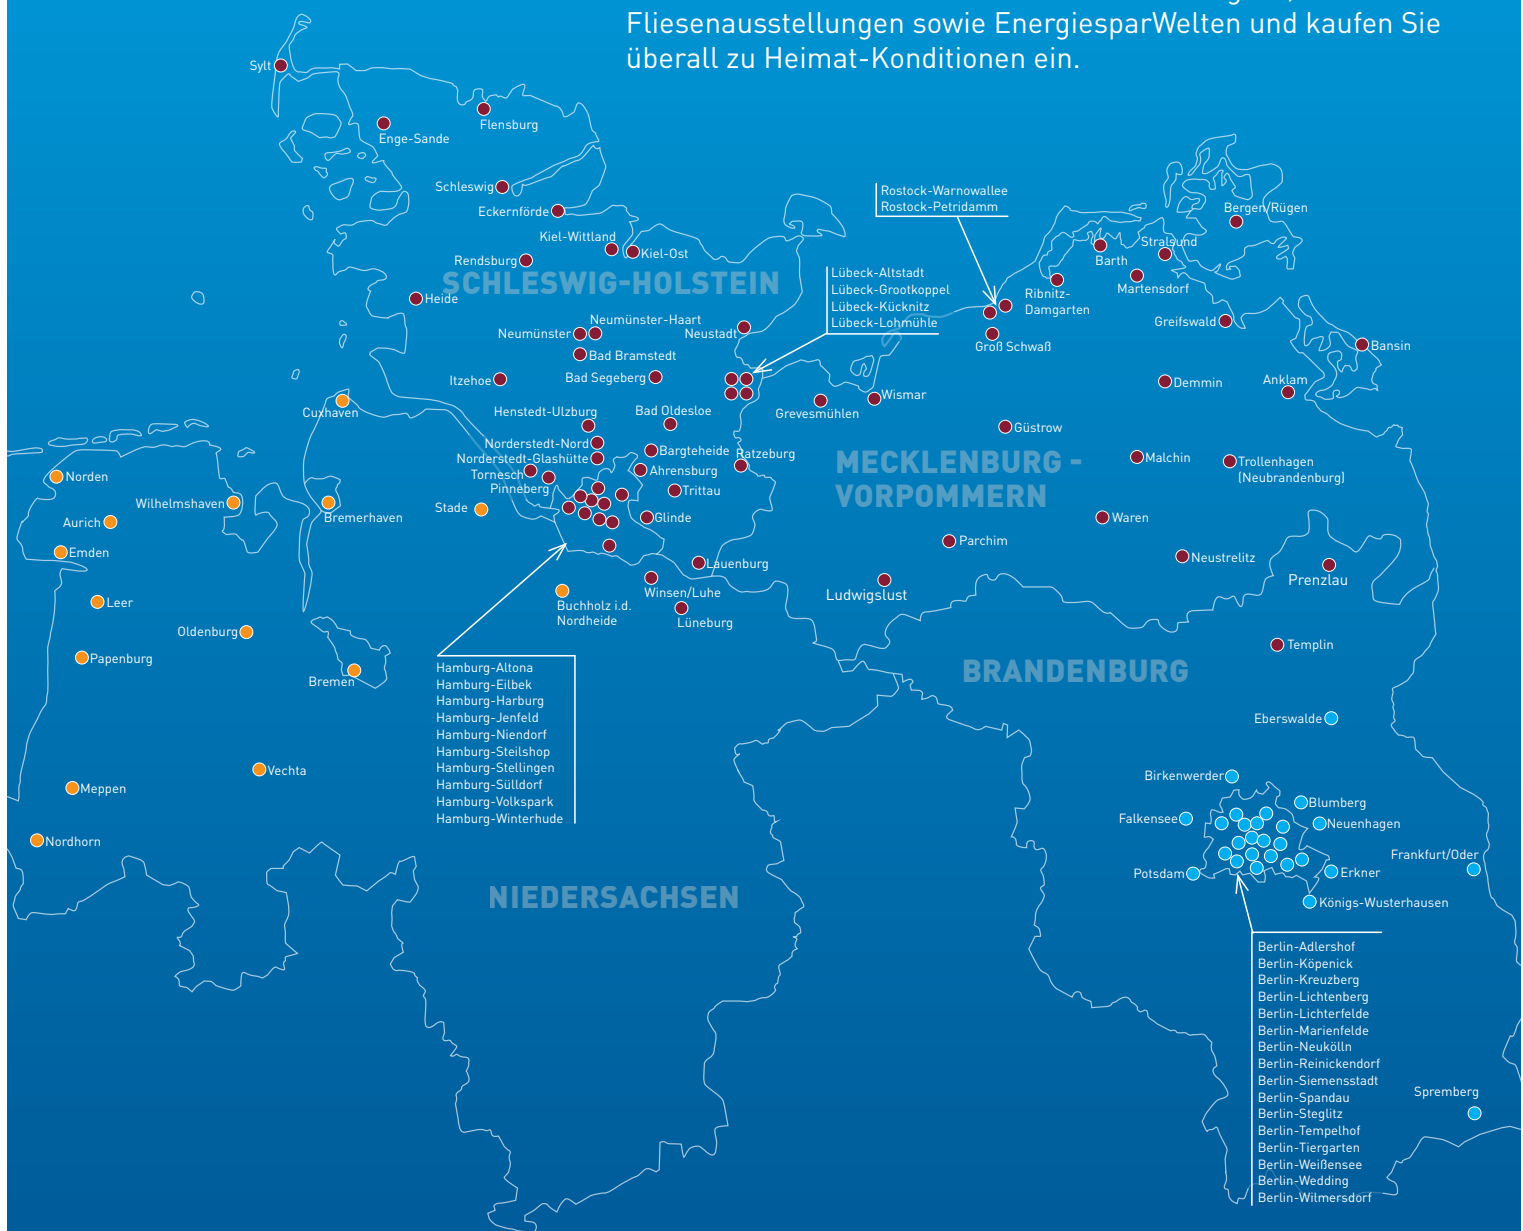 Fliesenausstellungen sowie EnergiesparWelten und kaufen Sie
überall zu Heimat-Konditionen ein.
Sylt
Flensburg
Enge-Sande
Schleswig
Eckernförde
Kiel-Wittland
Kiel-Ost
Rendsburg
SCHLESWIG-HOLSTEIN
Heide
Neumünster-Haart
Neumünster
Neustadt
Bad Bramstedt
Bad Segeberg
Itzehoe
Henstedt-Ulzburg
Bad Oldesloe
Norderstedt-Nord
Norderstedt-Glashütte
Bargteheide
Ratzeburg
Tornesch
Pinneberg
Ahrensburg
Trittau
Glinde
Lauenburg
Winsen/Luhe
Lüneburg
Lübeck-Altstadt
Lübeck-Grootkoppel
Lübeck-Kücknitz
Lübeck-Lohmühle
Rostock-Warnowallee
Rostock-Petridamm
Bergen/Rügen
Stralsund
Barth
Martensdorf
Ribnitz-
Damgarten
Greifswald
Groß Schwaß
Bansin
Demmin
Anklam
Wismar
Grevesmühlen
Güstrow
MECKLENBURG -
VORPOMMERN
Malchin
Trollenhagen
(Neubrandenburg)
Waren
Parchim
Neustrelitz
Ludwigslust
Prenzlau
Templin
BRANDENBURG
Cuxhaven
Norden
Wilhelmshaven
Bremerhaven
Stade
Aurich
Emden
Leer
Buchholz i.d.
Nordheide
Oldenburg
Papenburg
Bremen
Vechta
Meppen
Nordhorn
NIEDERSACHSEN
Hamburg-Altona
Hamburg-Eilbek
Hamburg-Harburg
Hamburg-Jenfeld
Hamburg-Niendorf
Hamburg-Steilshop
Hamburg-Stellingen
Hamburg-Sülldorf
Hamburg-Volkspark
Hamburg-Winterhude
Eberswalde
Birkenwerder
Blumberg
Falkensee
Neuenhagen
Frankfurt/Oder
Potsdam
Erkner
Königs-Wusterhausen
Berlin-Adlershof
Berlin-Köpenick
Berlin-Kreuzberg
Berlin-Lichtenberg
Berlin-Lichterfelde
Berlin-Marienfelde
Berlin-Neukölln
Berlin-Reinickendorf
Berlin-Siemensstadt
Berlin-Spandau
Berlin-Steglitz
Berlin-Tempelhof
Berlin-Tiergarten
Berlin-Weißensee
Berlin-Wedding
Berlin-Wilmersdorf
Spremberg